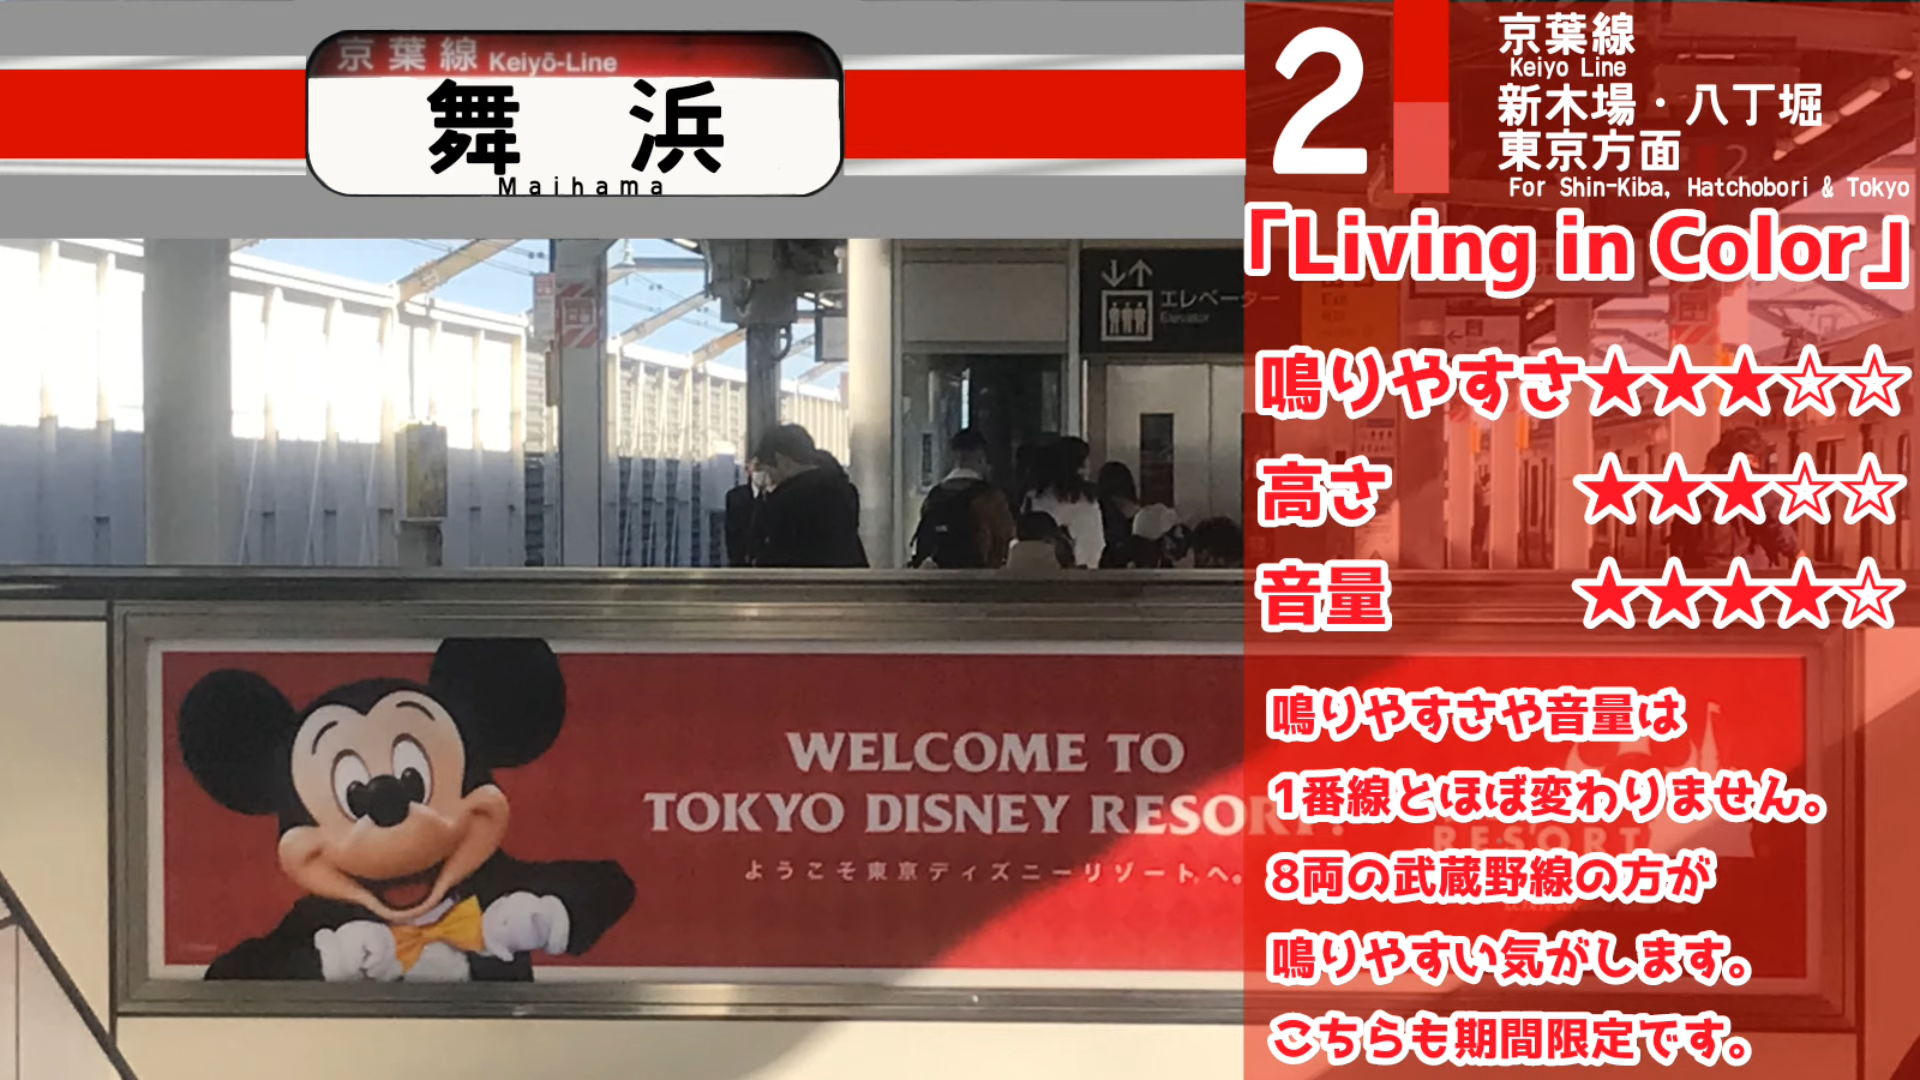 京葉線 Keiyō-Line
舞浜
Maihama
エレベーター
Elevator
WELCOME TO
TOKYO DISNEY RESORT.
ようこそ東京ディズニーリゾートへ。
RESORT
2
京葉線
Keiyo Line
新木場・八丁堀
東京方面
For Shin-Kiba, Hatchobori & Tokyo
「Living in Color」
鳴りやすさ★★★☆☆
高さ ★★★☆☆
音量 ★★★★☆
鳴りやすさや音量は
1番線とほぼ変わりません。
8両の武蔵野線の方が
鳴りやすい気がします。
こちらも期間限定です。